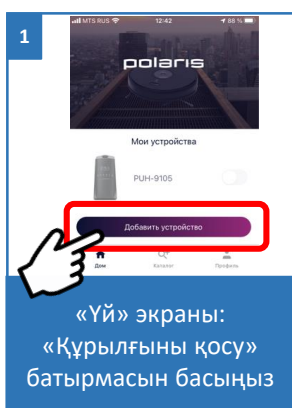 1
MTS RUS 12:42 88 %
polaris
Мои устройства
PUH-9105
Добавить устройство
Дом Каталог Профиль
«Үй» экраны:
«Құрылғыны қосу»
батырмасын басыңыз